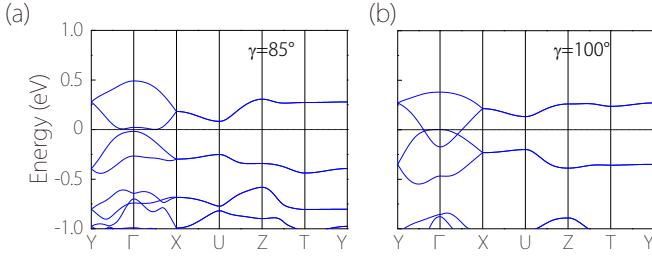 (a)
(b)
γ=85°
γ=100°
Energy (eV)
1.0
0.5
0
-0.5
-1.0
Y Γ X U Z T Y
Y Γ X U Z T Y